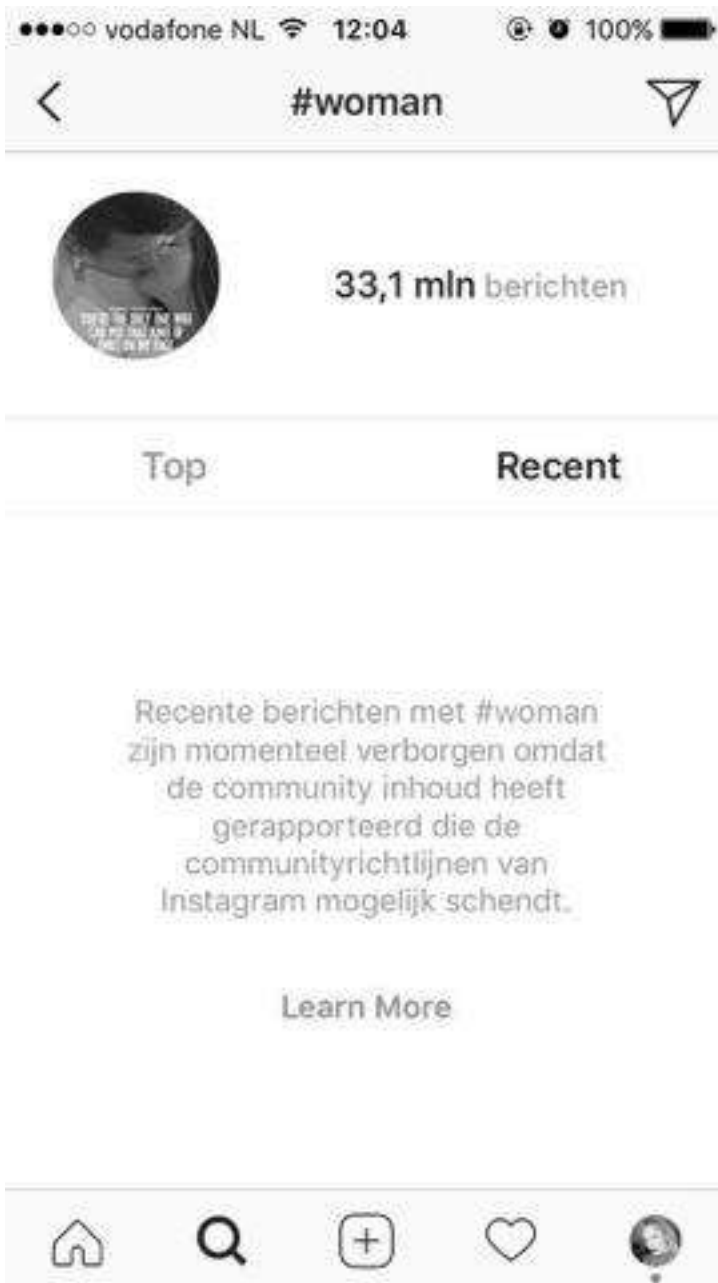 vodafone NL 12:04 100%
#woman
33,1 mln berichten
Top Recent
Recente berichten met #woman
zijn momenteel verborgen omdat
de community inhoud heeft
gerapporteerd die de
communityrichtlijnen van
Instagram mogelijk schendt.
Learn More